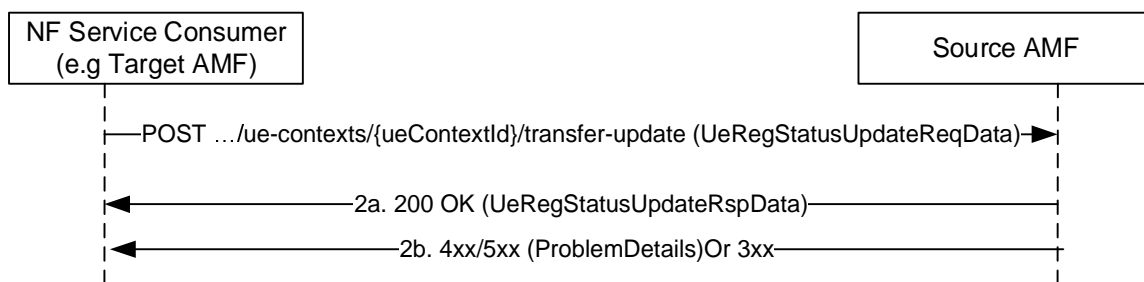 NF Service Consumer
(e.g Target AMF)
Source AMF
POST …/ue-contexts/{ueContextId}/transfer-update (UeRegStatusUpdateReqData)
2a. 200 OK (UeRegStatusUpdateRspData)
2b. 4xx/5xx (ProblemDetails)Or 3xx